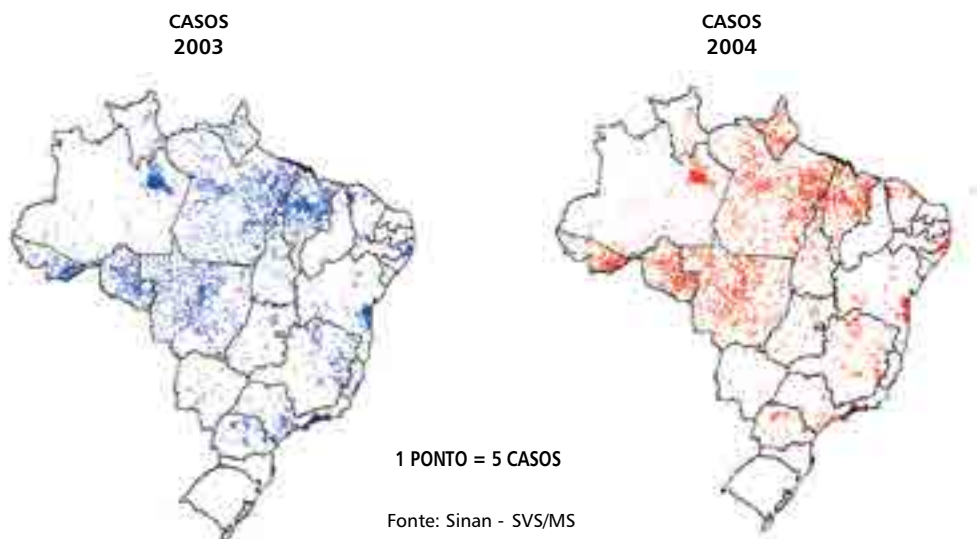 CASOS
2003
CASOS
2004
1 PONTO = 5 CASOS
Fonte: Sinan - SVS/MS